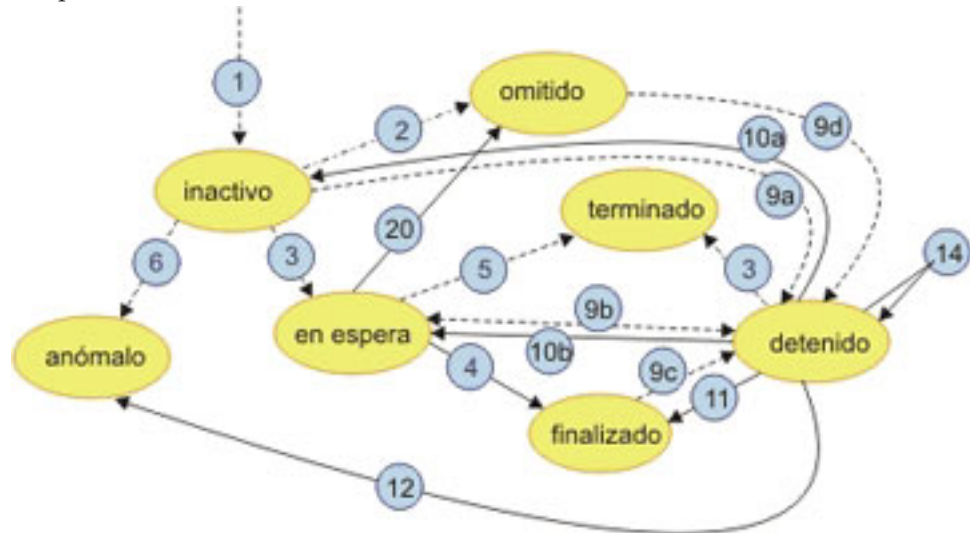 1
omitido
2
10a
9d
inactivo
9a
terminado
20
6
3
5
3
14
9b
en espera
detenido
anómalo
10b
4
9c
11
finalizado
12